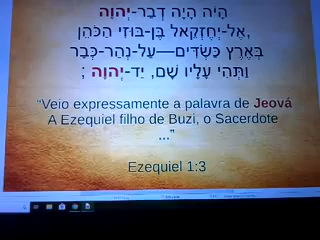 הָיֹה הָיָה דְבַר-יְהוָה
אֶל-יְחֶזְקֵאל בֶּן-בּוּזִי הַכֹּהֵן,
בְּאֶרֶץ כַּשְׂדִּים—עַל-נְהַר-כְּבָר
וַתְּהִי עָלָיו שָׁם, יַד-יְהוָה ;
“Veio expressamente a palavra de Jeová
A Ezequiel filho de Buzi, o Sacerdote
...”
Ezequiel 1:3